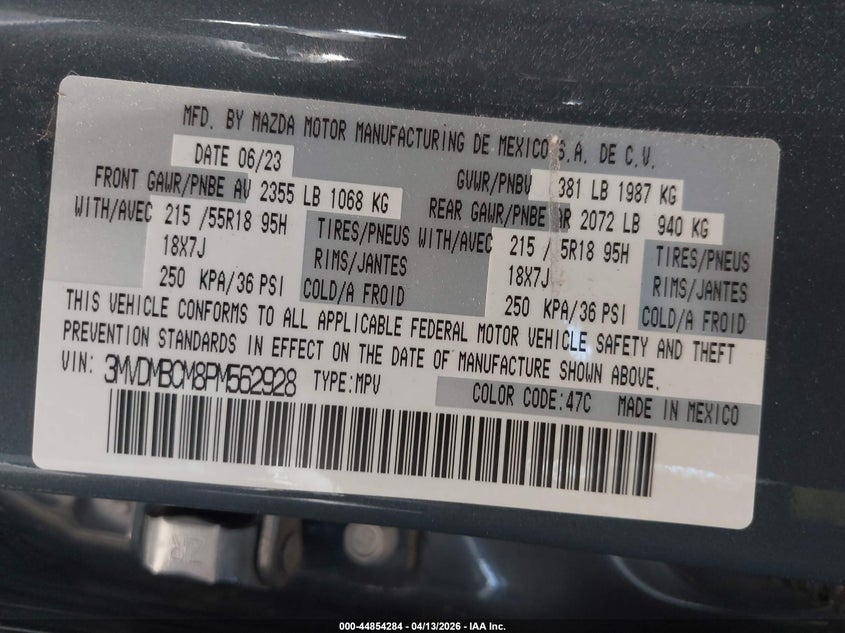 MFD. BY MAZDA MOTOR MANUFACTURING DE MEXICO S.A. DE C.V.
DATE 06/23
GVWR/PNBV 381 LB 1987 KG
FRONT GAWR/PNBE AV 2355 LB 1068 KG
REAR GAWR/PNBE R 2072 LB 940 KG
WITH/AVEC 215 /55R18 95H TIRES/PNEUS
WITH/AVEC 215 / 5R18 95H TIRES/PNEUS
18X7J RIMS/JANTES
18X7J RIMS/JANTES
250 KPA/36 PSI COLD/A FROID
250 KPA/36 PSI COLD/A FROID
THIS VEHICLE CONFORMS TO ALL APPLICABLE FEDERAL MOTOR VEHICLE SAFETY AND THEFT
PREVENTION STANDARDS IN EFFECT ON THE DATE OF MANUFACTURE SHOWN ABOVE.
VIN: 3MVDMBCM8PM562928 TYPE:MPV
COLOR CODE:47C MADE IN MEXICO
000-44854284 - 04/13/2026 - IAA Inc.